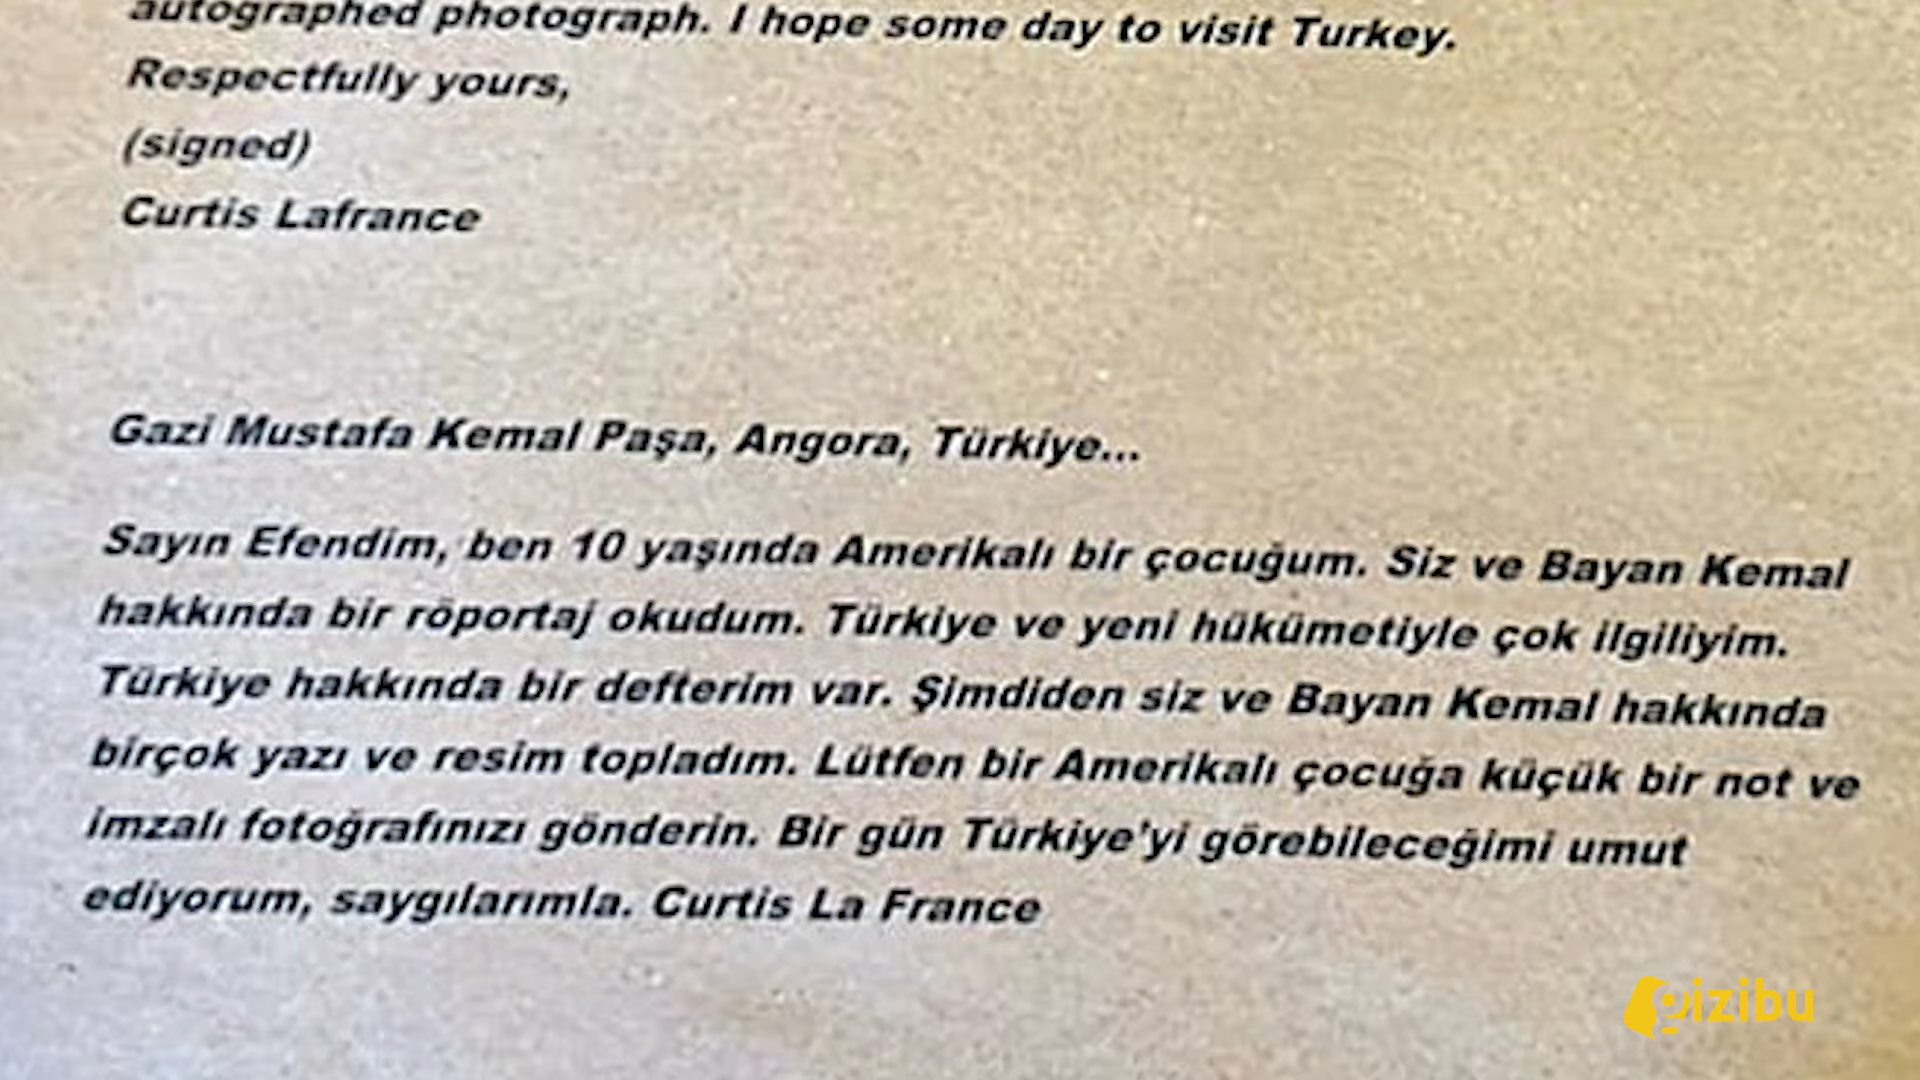 autographed photograph. I hope some day to visit Turkey.
Respectfully yours,
(signed)
Curtis Lafrance
Gazi Mustafa Kemal Paşa, Angora, Türkiye...
Sayın Efendim, ben 10 yaşında Amerikalı bir çocuğum. Siz ve Bayan Kemal
hakkında bir röportaj okudum. Türkiye ve yeni hükümetiyle çok ilgiliyim.
Türkiye hakkında bir defterim var. Şimdiden siz ve Bayan Kemal hakkında
birçok yazı ve resim topladım. Lütfen bir Amerikalı çocuğa küçük bir not ve
imzalı fotoğrafınızı gönderin. Bir gün Türkiye'yi görebileceğimi umut
ediyorum, saygılarımla. Curtis La France
izibu